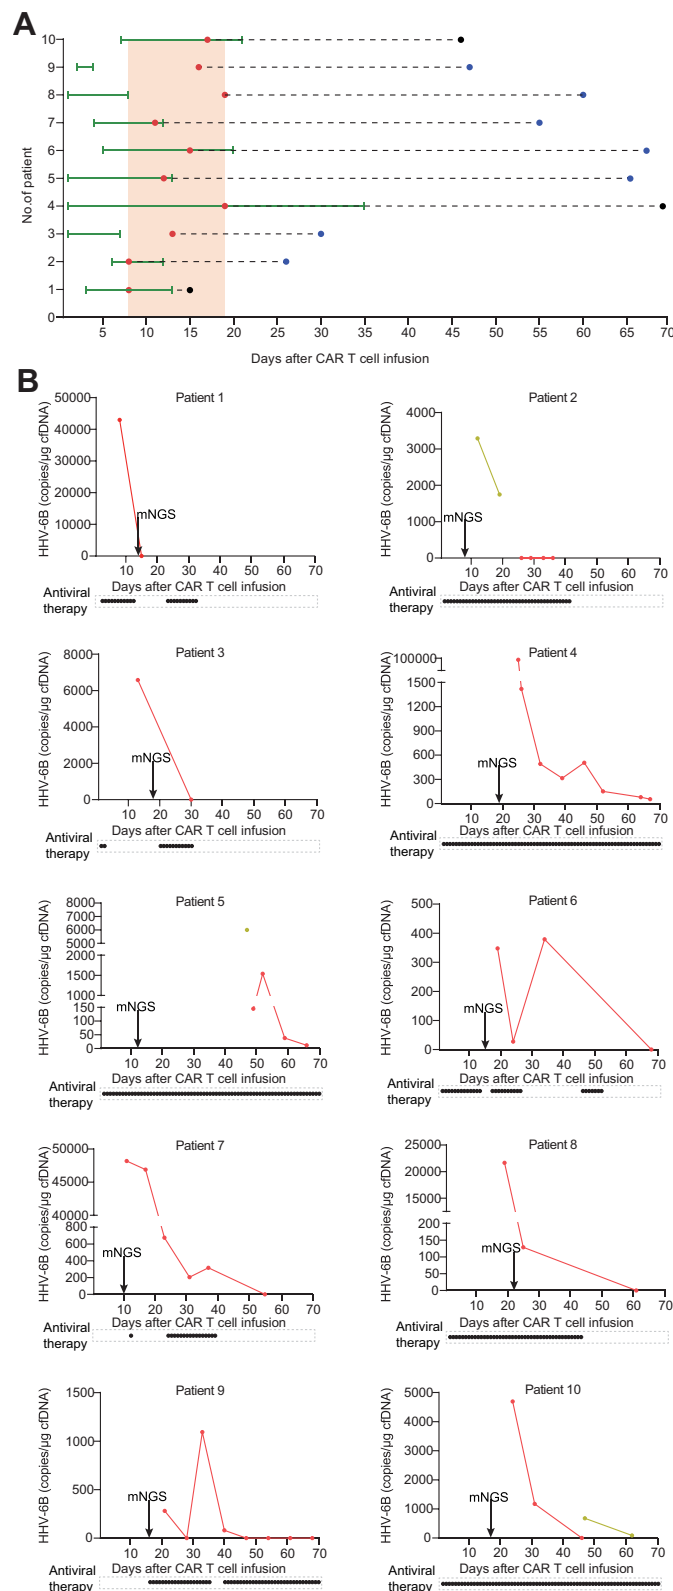 A
10
9
8
7
6
5
4
3
2
1
0
No.of patient
5 10 15 20 25 30 35 40 45 50 55 60 65 70
Days after CAR T cell infusion
B
Patient 1
HHV-6B (copies/µg cfDNA)
50000
40000
30000
20000
10000
0
mNGS
10 20 30 40 50 60 70
Days after CAR T cell infusion
Antiviral
therapy
Patient 2
HHV-6B (copies/µg cfDNA)
4000
3000
2000
1000
0
mNGS
10 20 30 40 50 60 70
Days after CAR T cell infusion
Antiviral
therapy
Patient 3
HHV-6B (copies/µg cfDNA)
8000
6000
4000
2000
0
mNGS
10 20 30 40 50 60 70
Days after CAR T cell infusion
Antiviral
therapy
Patient 4
HHV-6B (copies/µg cfDNA)
100000
1500
1200
900
600
300
0
mNGS
10 20 30 40 50 60 70
Days after CAR T cell infusion
Antiviral
therapy
Patient 5
HHV-6B (copies/µg cfDNA)
8000
7000
6000
5000
2000
1500
1000
150
100
50
0
mNGS
10 20 30 40 50 60 70
Days after CAR T cell infusion
Antiviral
therapy
Patient 6
HHV-6B (copies/µg cfDNA)
500
400
300
200
100
0
mNGS
10 20 30 40 50 60 70
Days after CAR T cell infusion
Antiviral
therapy
Patient 7
HHV-6B (copies/µg cfDNA)
50000
45000
40000
800
600
400
200
0
mNGS
10 20 30 40 50 60 70
Days after CAR T cell infusion
Antiviral
therapy
Patient 8
HHV-6B (copies/µg cfDNA)
25000
20000
15000
10000
200
150
100
50
0
mNGS
10 20 30 40 50 60 70
Days after CAR T cell infusion
Antiviral
therapy
Patient 9
HHV-6B (copies/µg cfDNA)
1500
1000
500
0
mNGS
10 20 30 40 50 60 70
Days after CAR T cell infusion
Antiviral
therapy
Patient 10
HHV-6B (copies/µg cfDNA)
5000
4000
3000
2000
1000
0
mNGS
10 20 30 40 50 60 70
Days after CAR T cell infusion
Antiviral
therapy